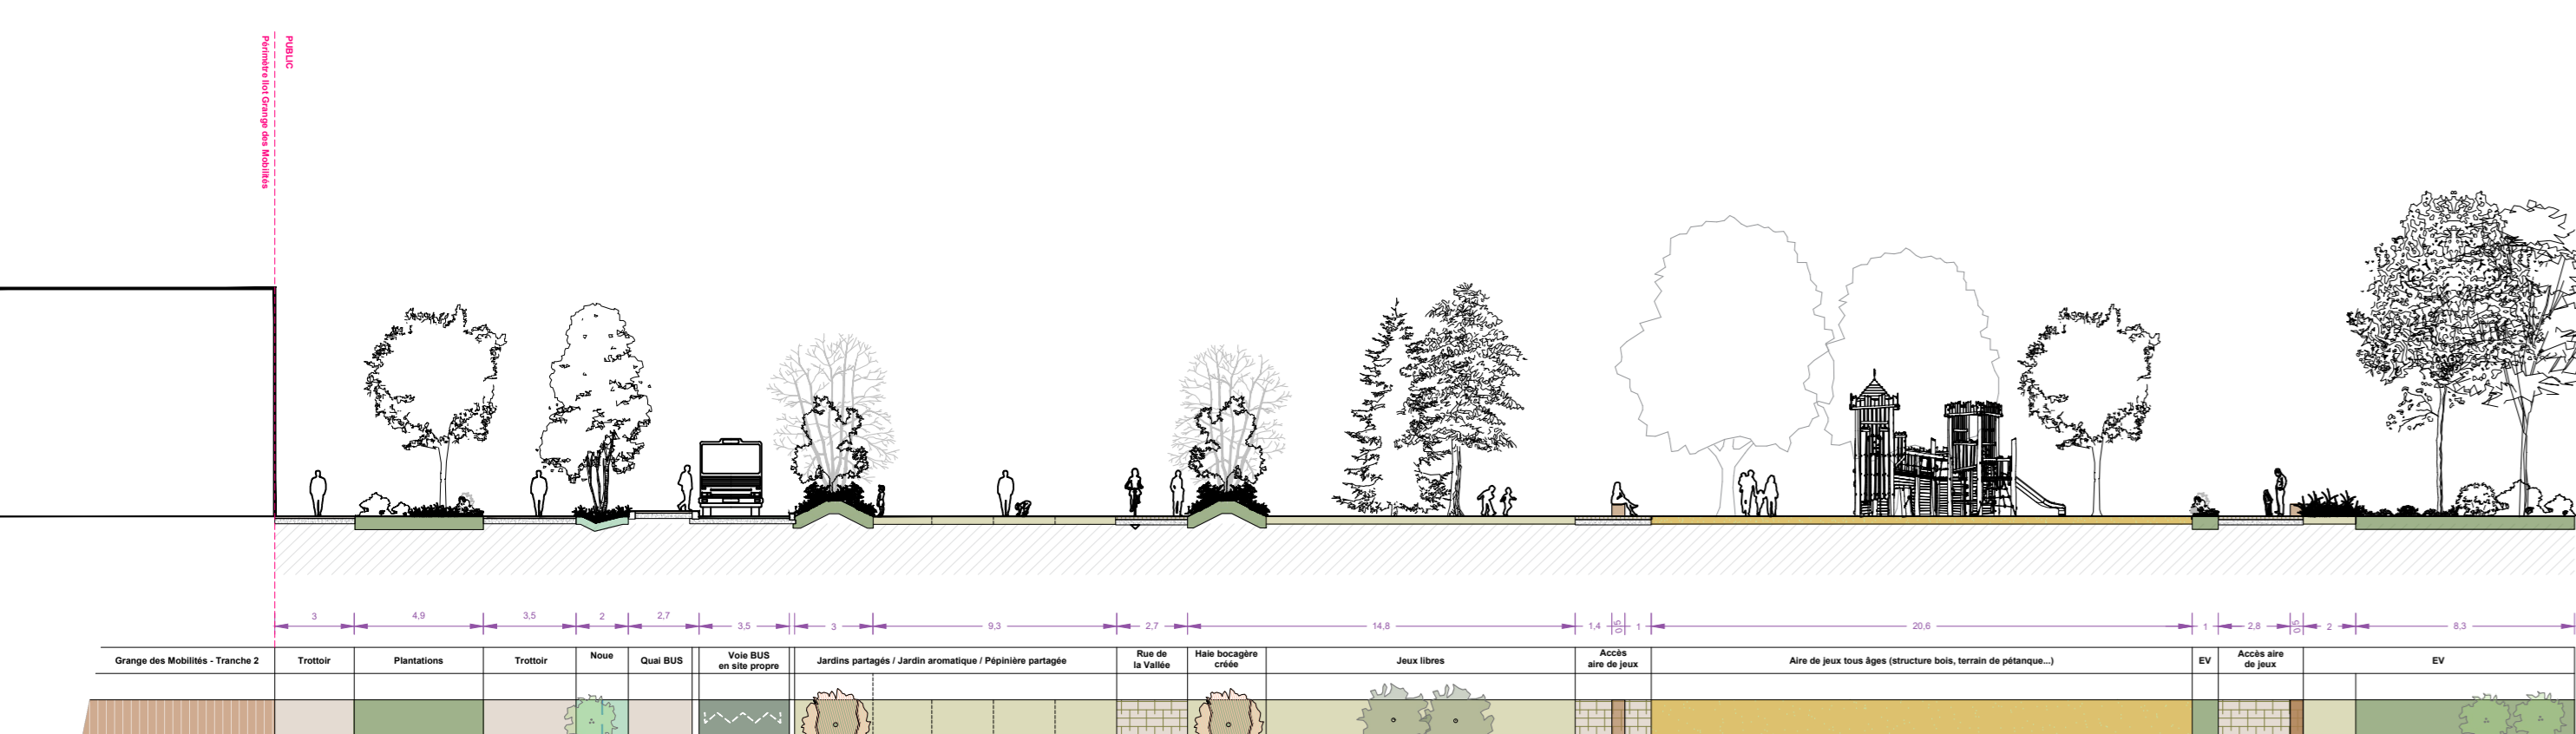 PUBLIC
Périmètre îlot Grange des Mobilités
3
4,9
3,5
2
2,7
3,5
3
9,3
2,7
14,8
1,4
0,5
1
20,6
1
2,8
0,5
2
8,3
Grange des Mobilités - Tranche 2
Trottoir
Plantations
Trottoir
Noue
Quai BUS
Voie BUS
en site propre
Jardins partagés / Jardin aromatique / Pépinière partagée
Rue de
la Vallée
Haie bocagère
créée
Jeux libres
Accès
aire de jeux
Aire de jeux tous âges (structure bois, terrain de pétanque...)
EV
Accès aire
de jeux
EV